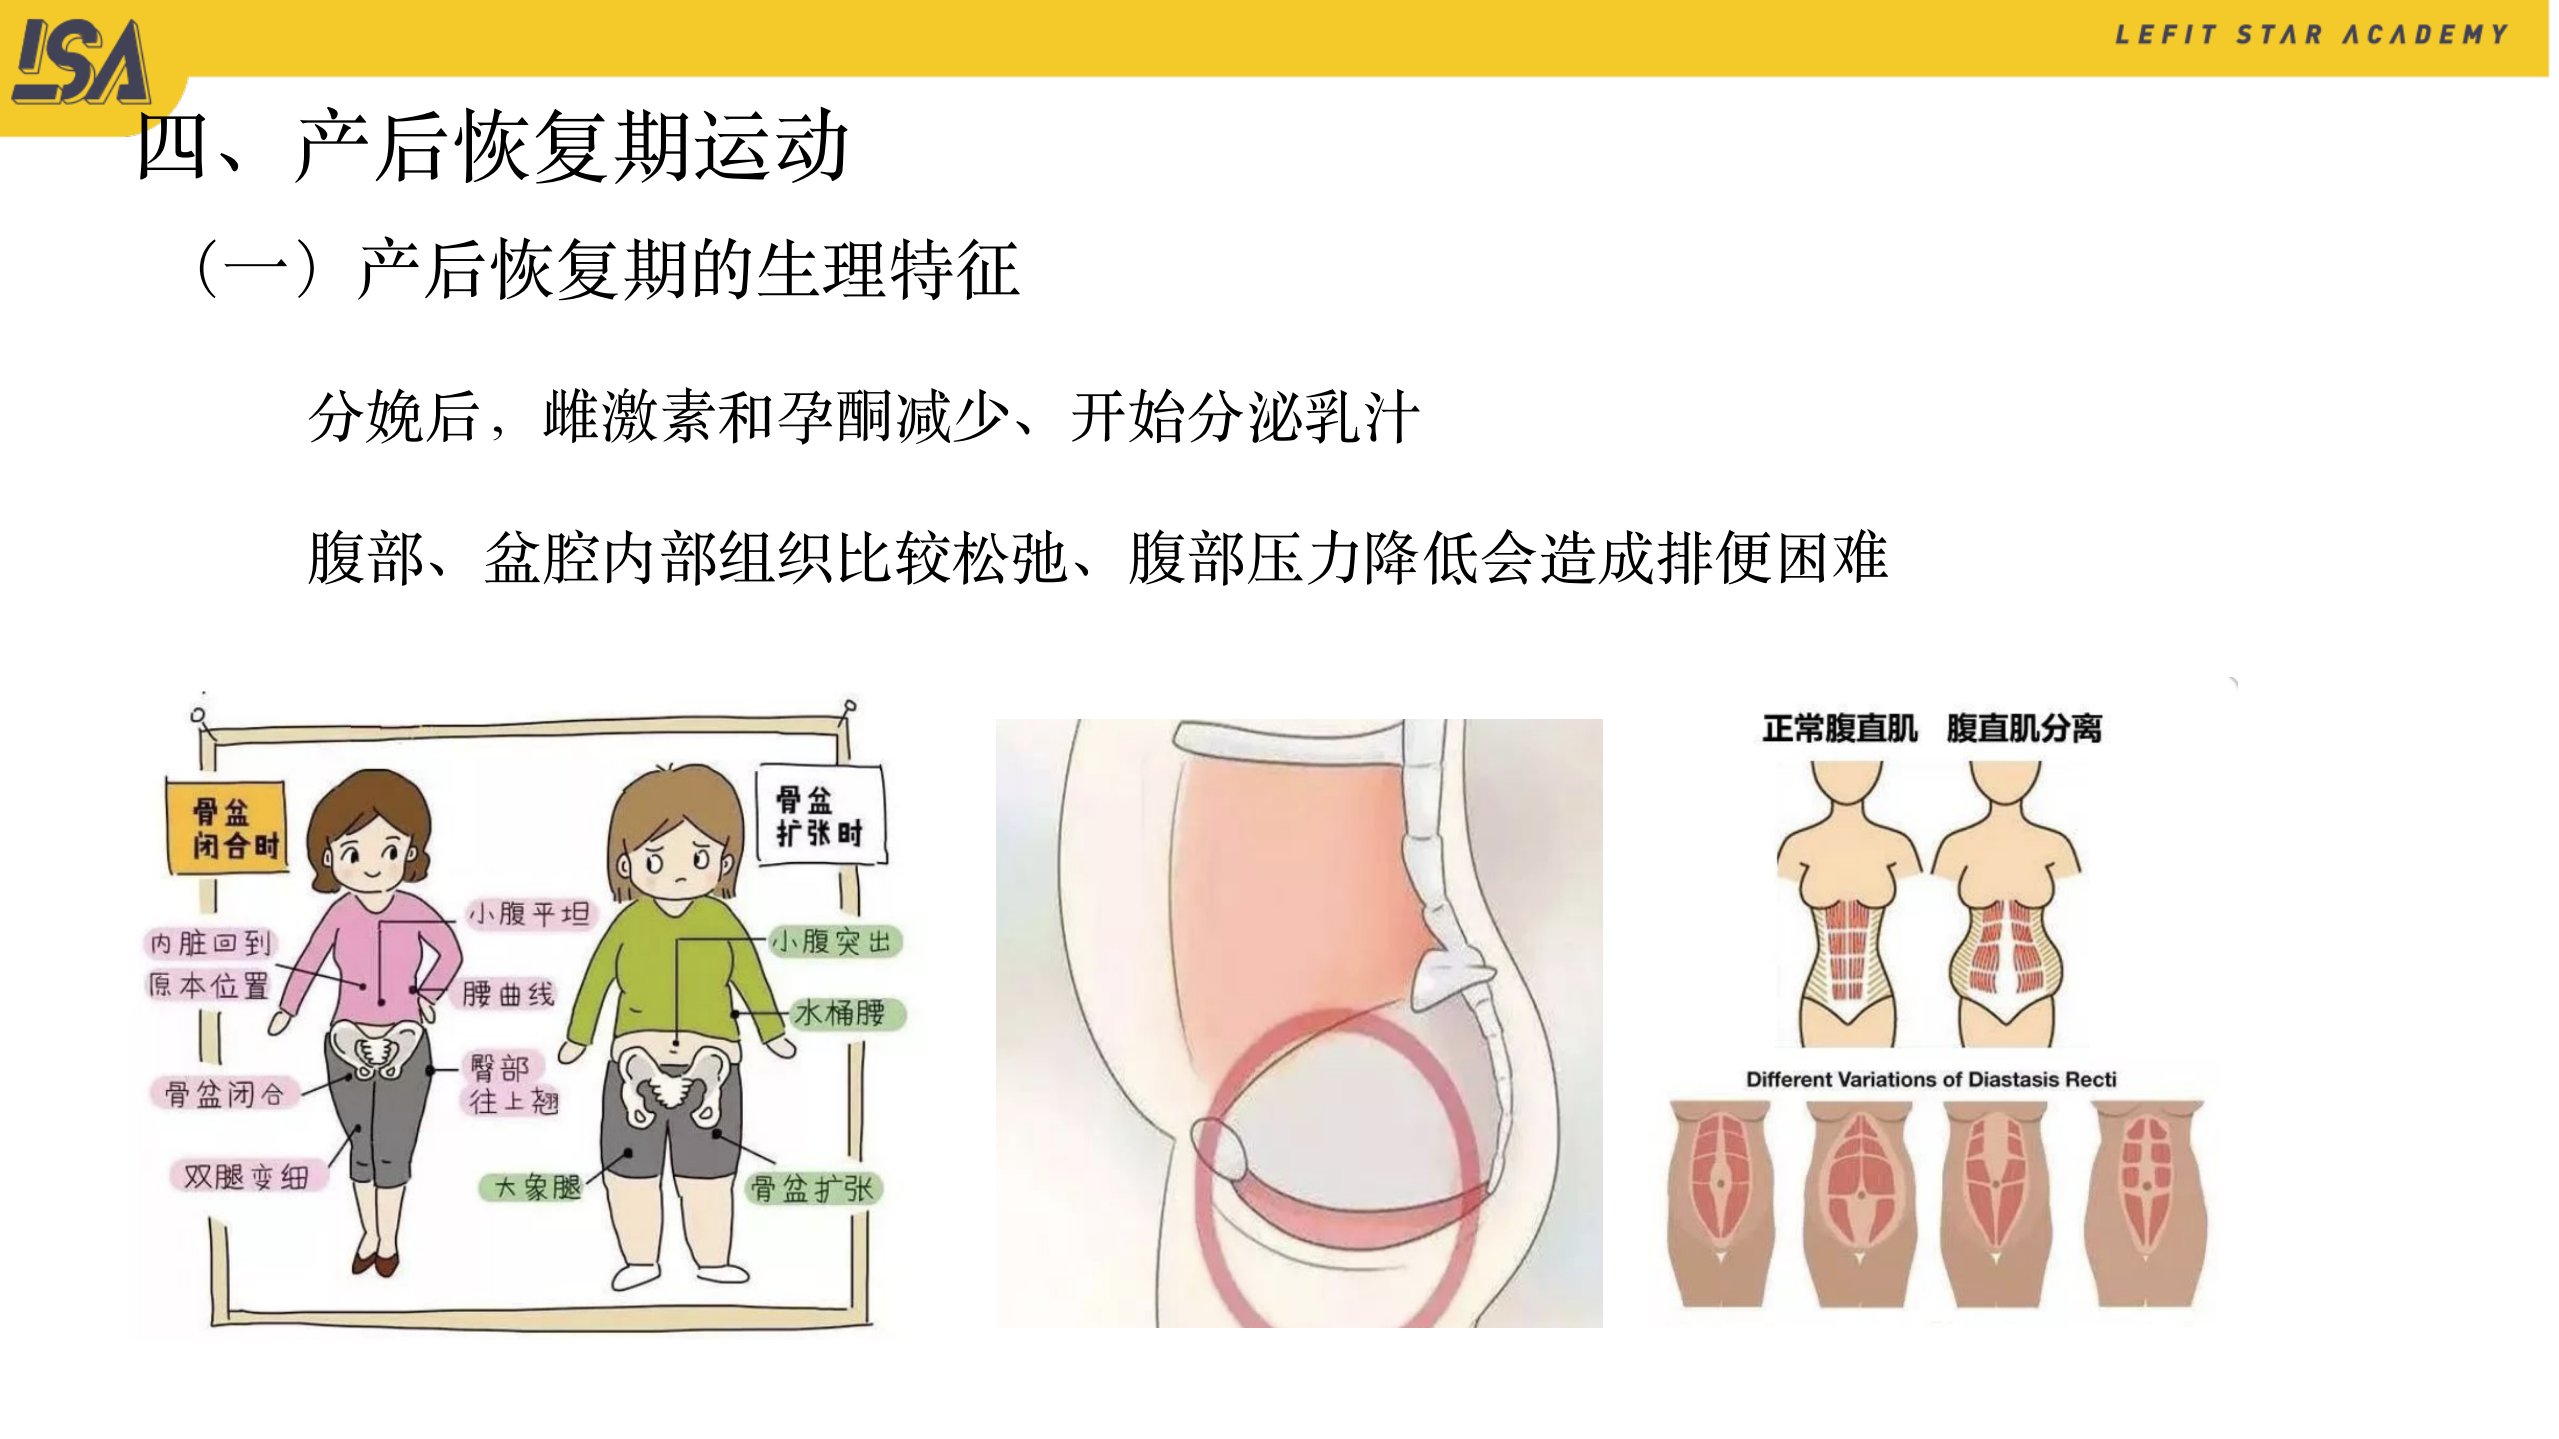 LSA
LEFIT STAR ACADEMY
四、产后恢复期运动
（一）产后恢复期的生理特征
分娩后，雌激素和孕酮减少、开始分泌乳汁
腹部、盆腔内部组织比较松弛、腹部压力降低会造成排便困难
骨盆
闭合时
小腹平坦
内脏回到
原本位置
腰曲线
臀部
往上翘
骨盆闭合
双腿变细
骨盆
扩张时
小腹突出
水桶腰
大象腿
骨盆扩张
正常腹直肌 腹直肌分离
Different Variations of Diastasis Recti